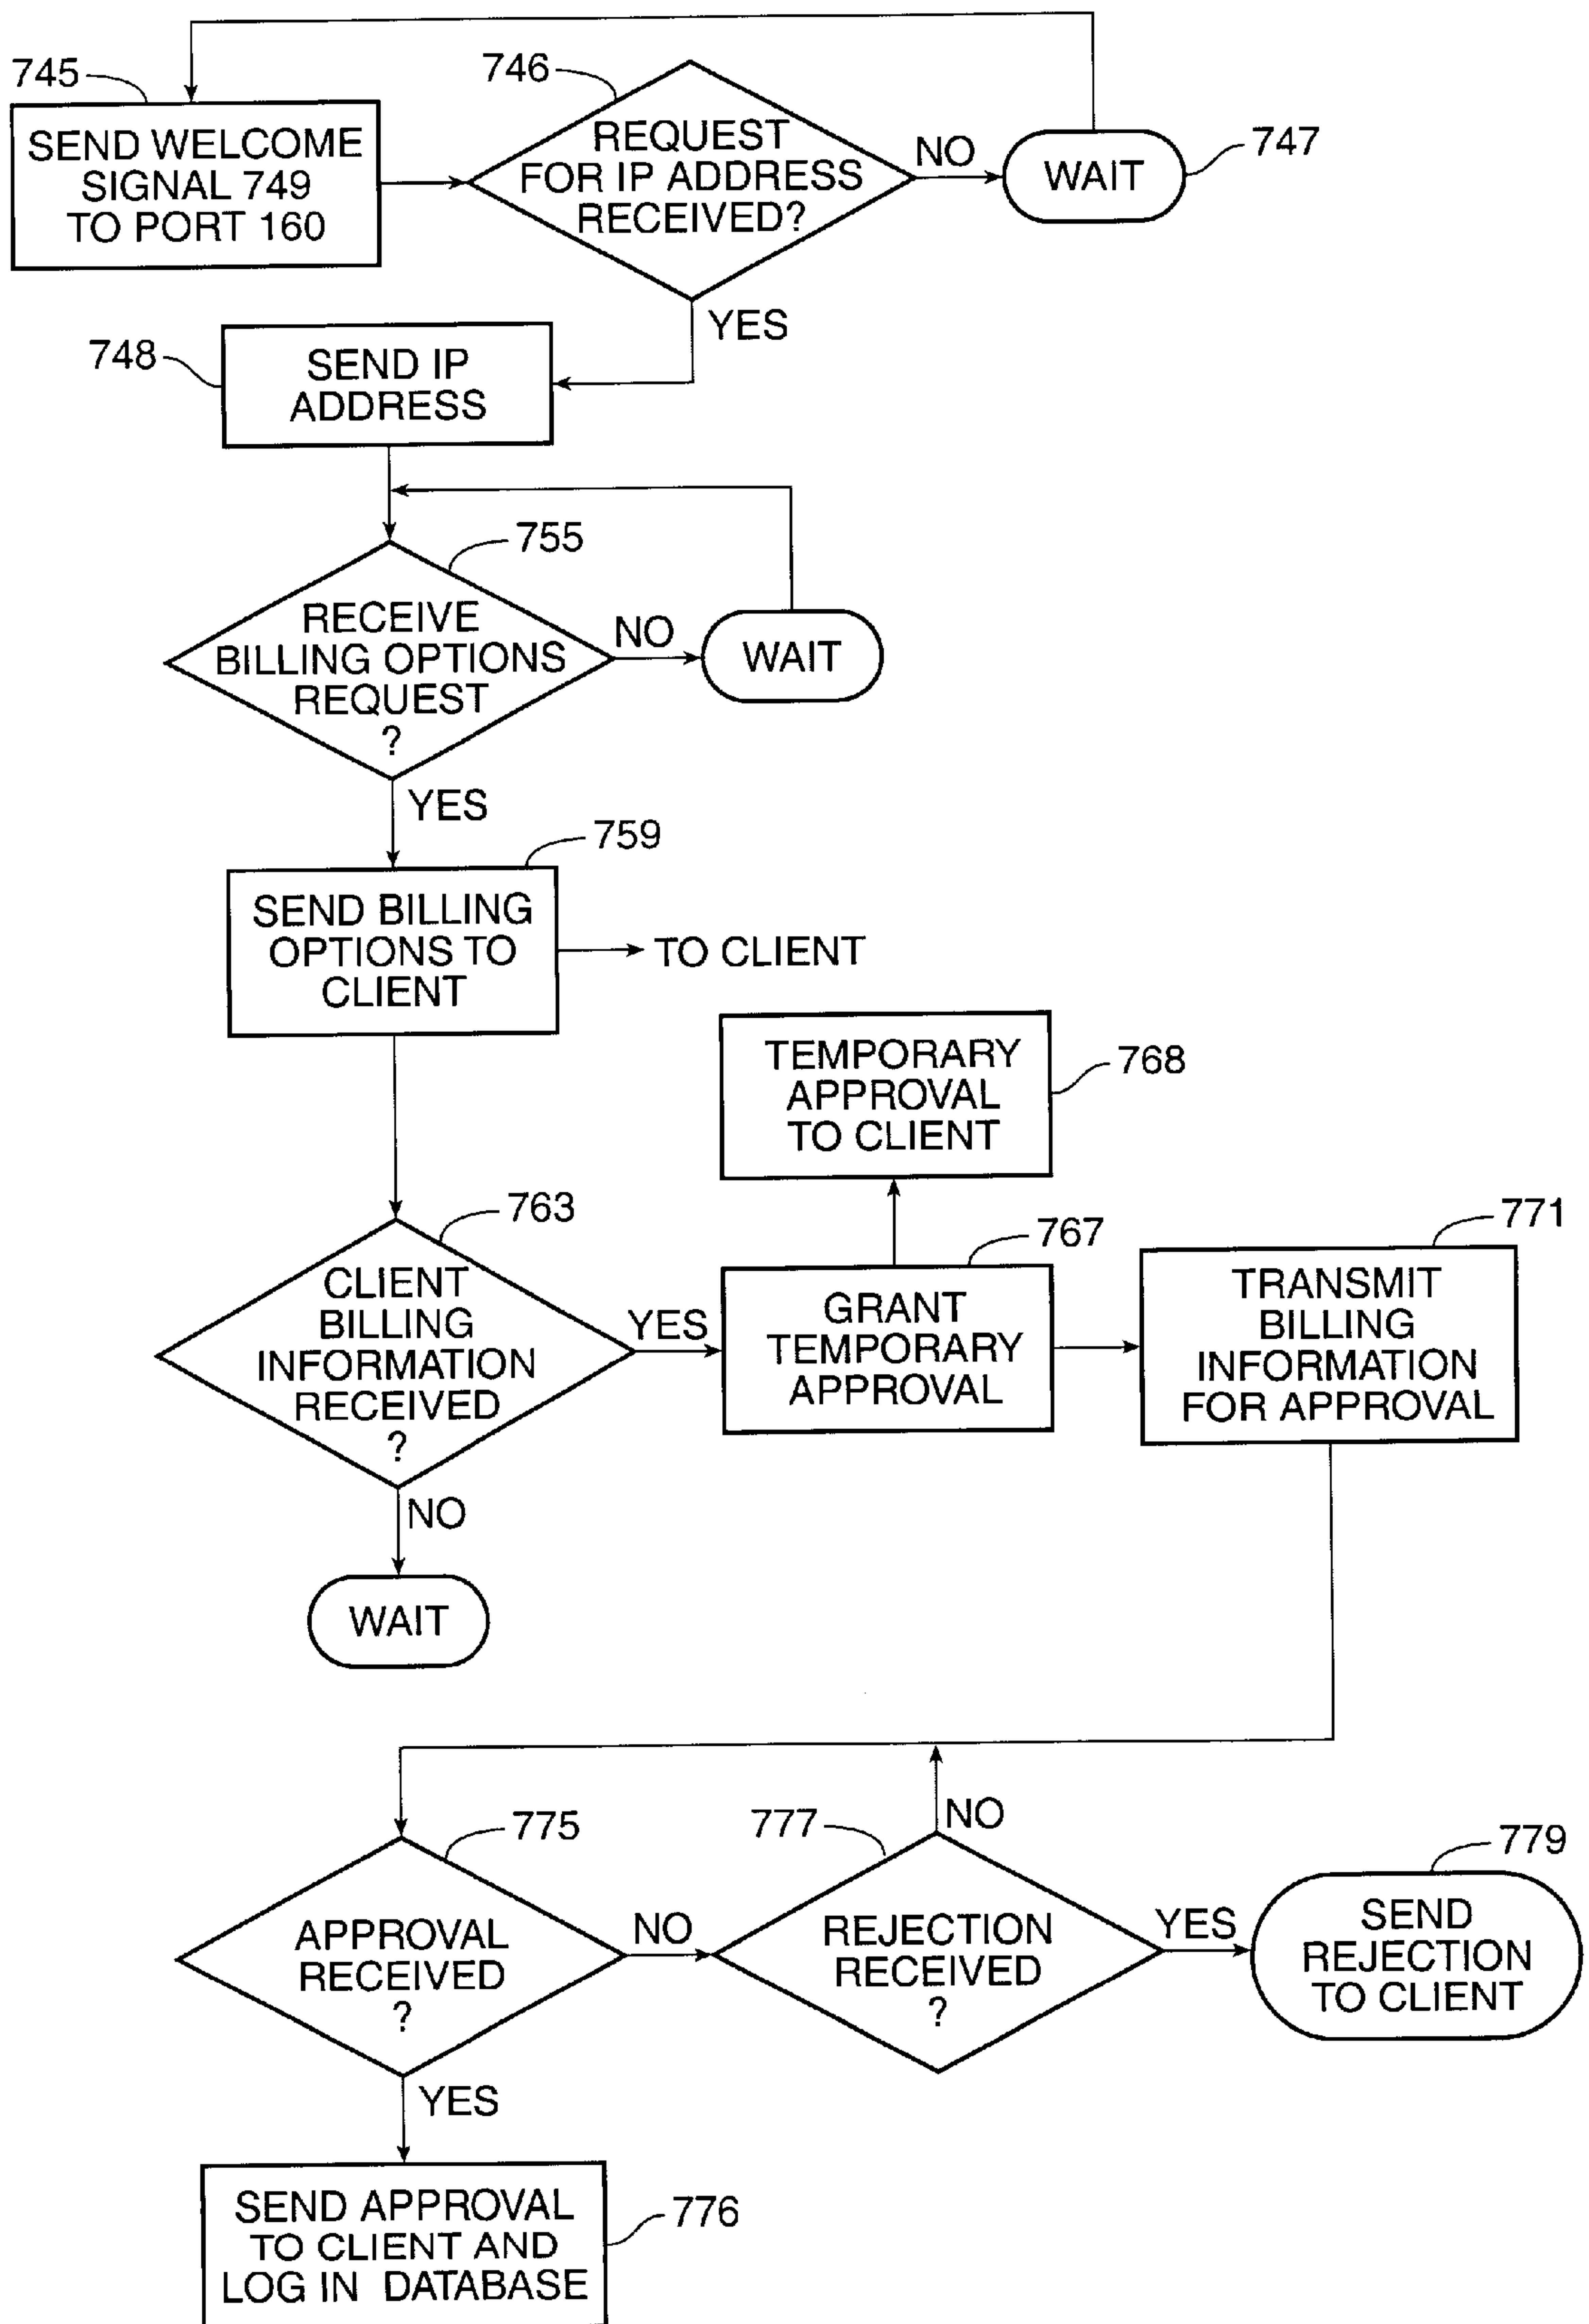 745
SEND WELCOME
SIGNAL 749
TO PORT 160
746
REQUEST
FOR IP ADDRESS
RECEIVED?
NO
WAIT
747
YES
748
SEND IP
ADDRESS
755
RECEIVE
BILLING OPTIONS
REQUEST
?
NO
WAIT
YES
759
SEND BILLING
OPTIONS TO
CLIENT
TO CLIENT
TEMPORARY
APPROVAL
TO CLIENT
768
763
CLIENT
BILLING
INFORMATION
RECEIVED
?
YES
767
GRANT
TEMPORARY
APPROVAL
771
TRANSMIT
BILLING
INFORMATION
FOR APPROVAL
NO
WAIT
775
APPROVAL
RECEIVED
?
NO
777
NO
REJECTION
RECEIVED
?
YES
779
SEND
REJECTION
TO CLIENT
YES
SEND APPROVAL
TO CLIENT AND
LOG IN DATABASE
776